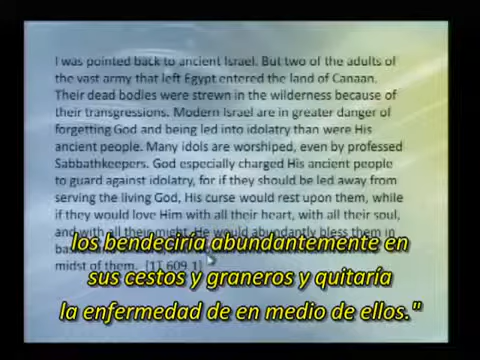 I was pointed back to ancient Israel. But two of the adults of
the vast army that left Egypt entered the land of Canaan.
Their dead bodies were strewn in the wilderness because of
their transgressions. Modern Israel are in greater danger of
forgetting God and being led into idolatry than were His
ancient people. Many idols are worshiped, even by professed
Sabbathkeepers. God especially charged His ancient people
to guard against idolatry, for if they should be led away from
serving the living God, His curse would rest upon them, while
if they would love Him with all their heart, with all their soul,
and with all their might, He would abundantly bless them in
midst of them. [1T 609.1]
los bendeciría abundantemente en
sus cestos y graneros y quitaría
la enfermedad de en medio de ellos."